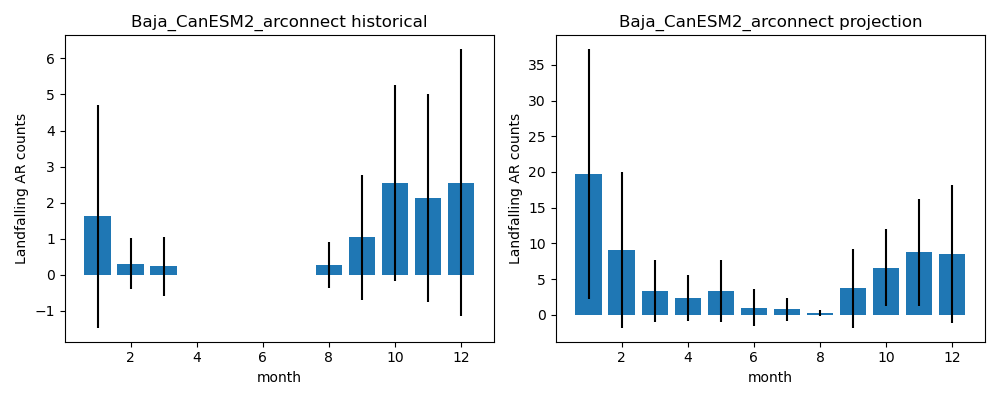 Baja_CanESM2_arconnect historical
Landfalling AR counts
6
5
4
3
2
1
0
−1
2 4 6 8 10 12
month
Baja_CanESM2_arconnect projection
Landfalling AR counts
35
30
25
20
15
10
5
0
2 4 6 8 10 12
month